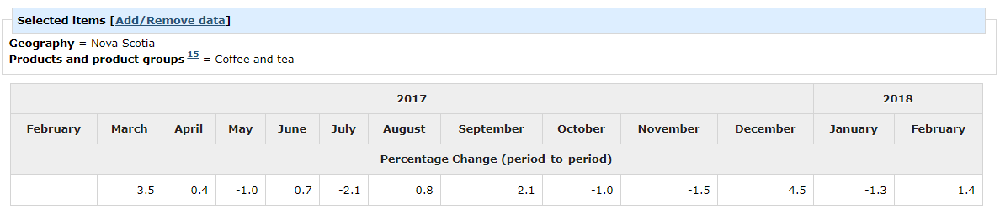 Selected items [Add/Remove data]
Geography = Nova Scotia
Products and product groups 15 = Coffee and tea
2017 2018
February March April May June July August September October November December January February
Percentage Change (period-to-period)
3.5 0.4 -1.0 0.7 -2.1 0.8 2.1 -1.0 -1.5 4.5 -1.3 1.4